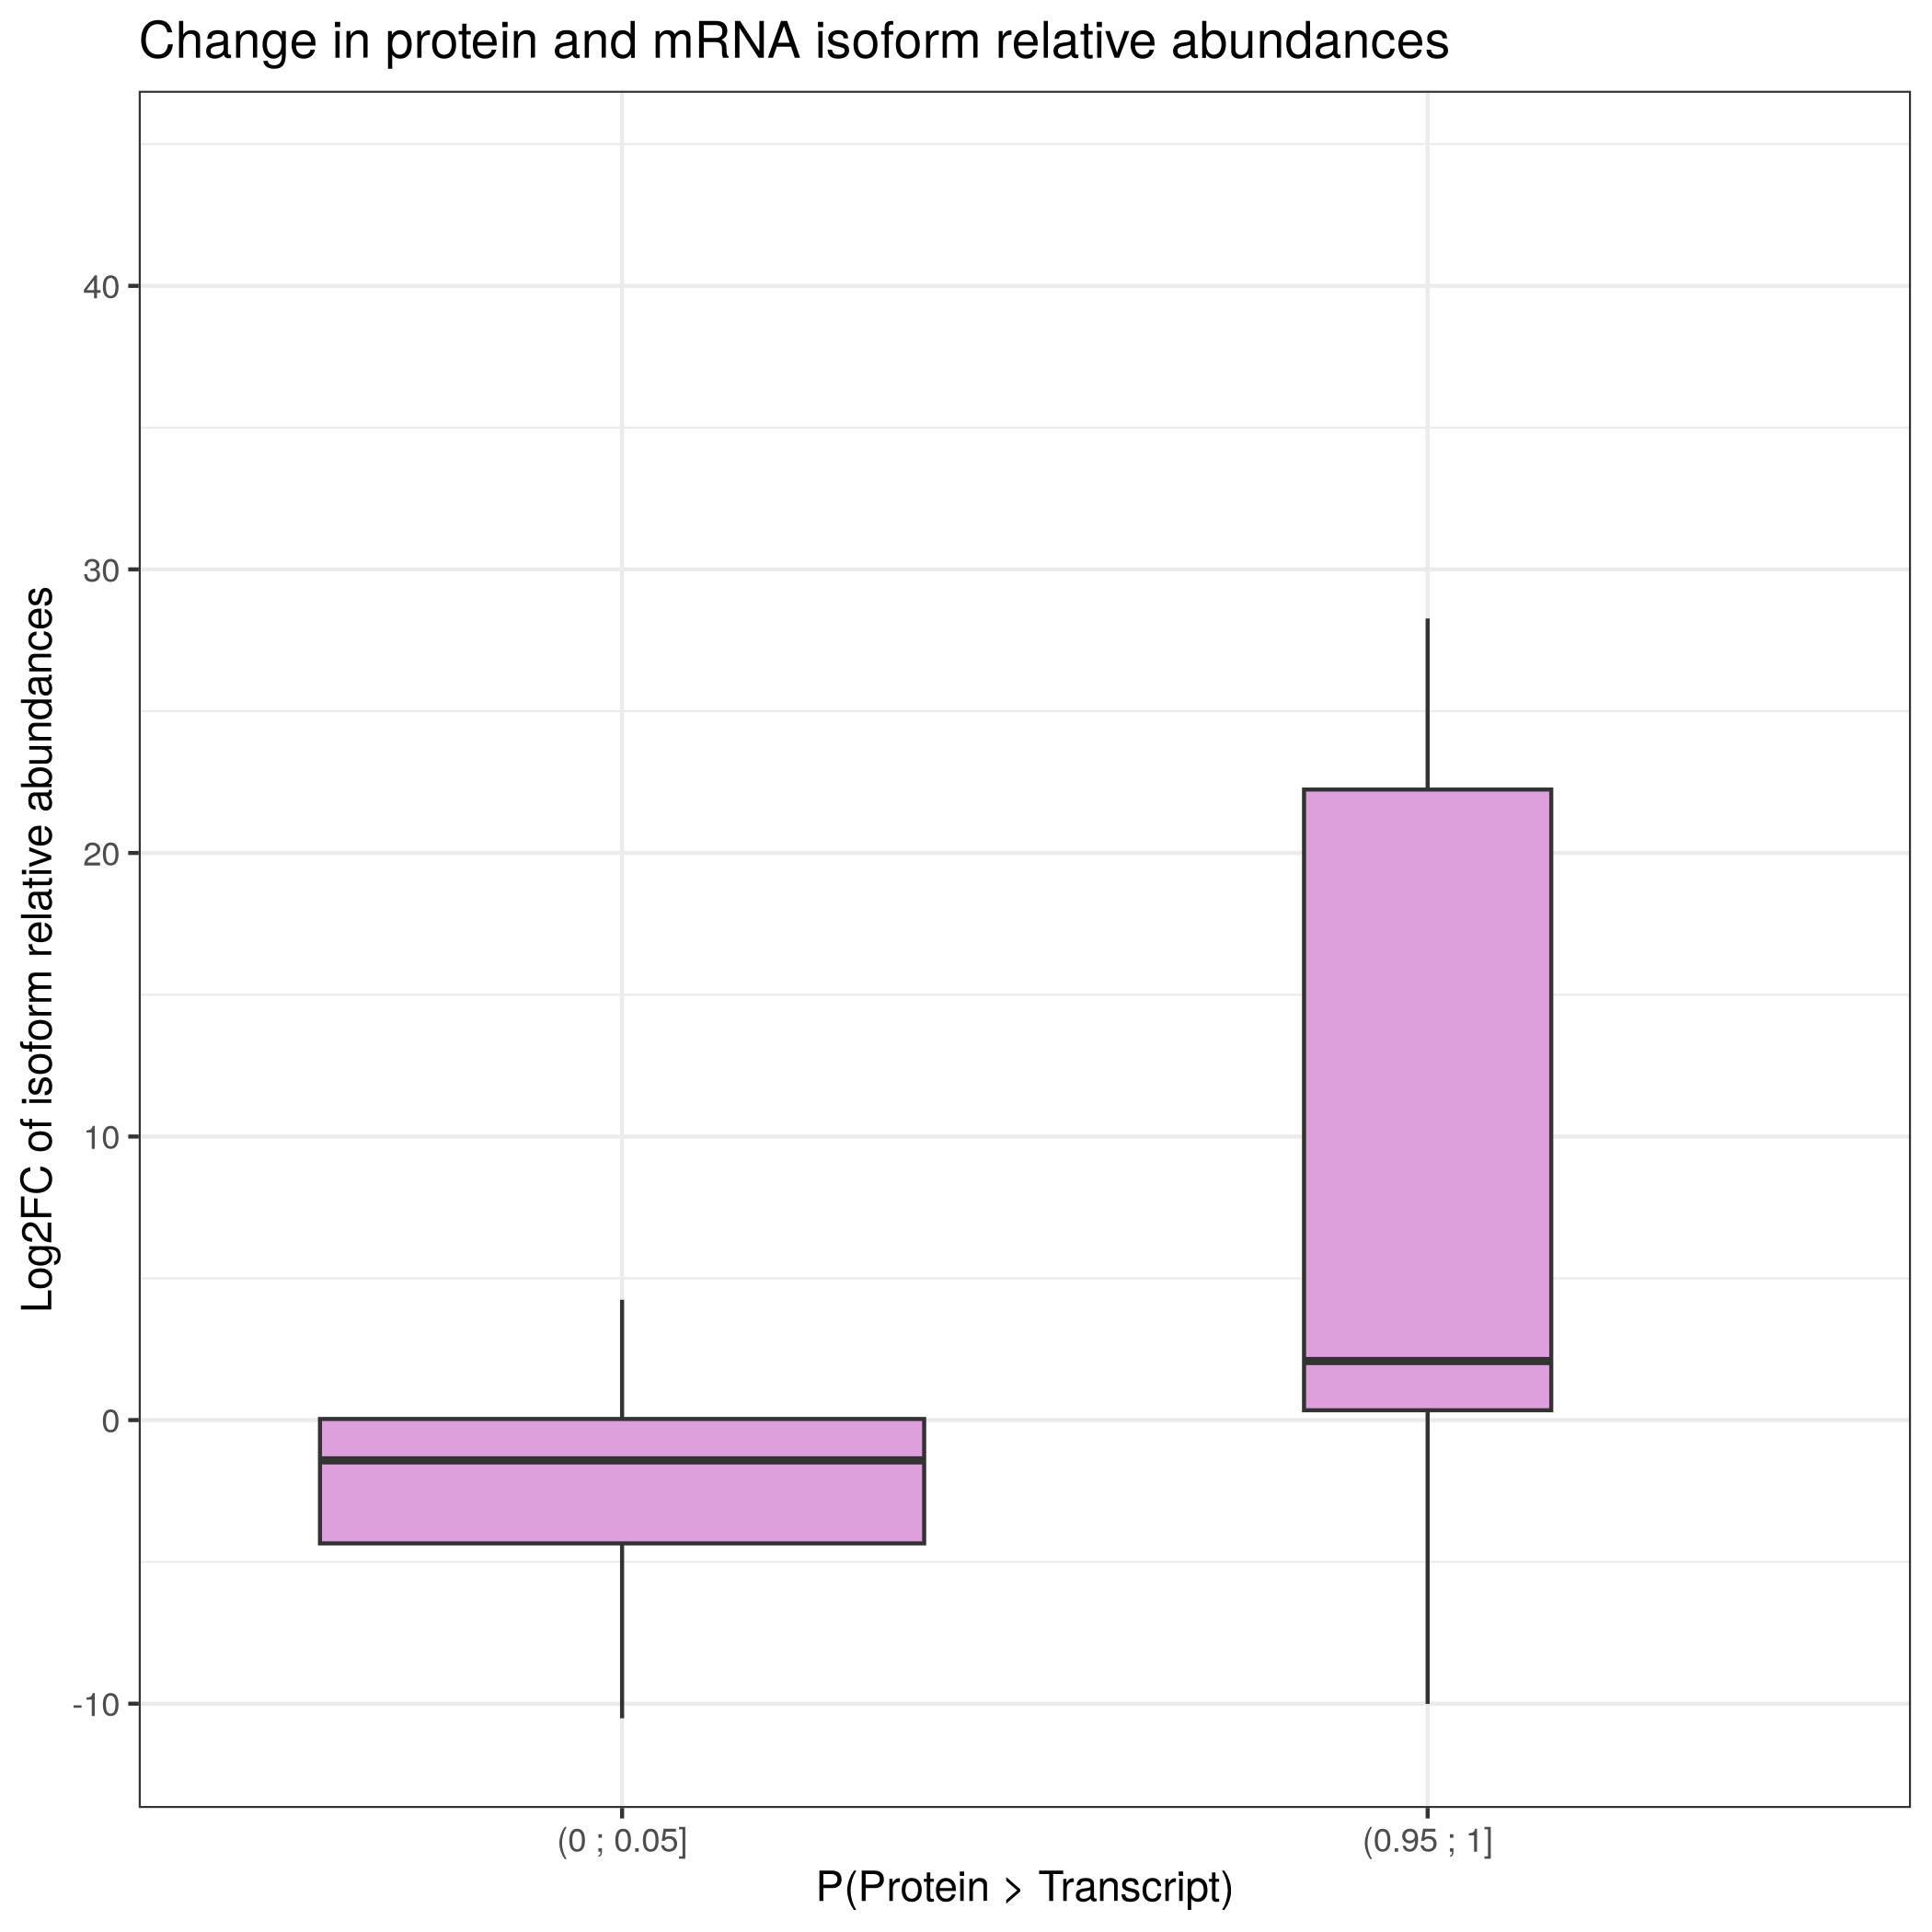 Change in protein and mRNA isoform relative abundances
Log2FC of isoform relative abundances
40
30
20
10
0
-10
(0 ; 0.05]
(0.95 ; 1]
P(Protein > Transcript)